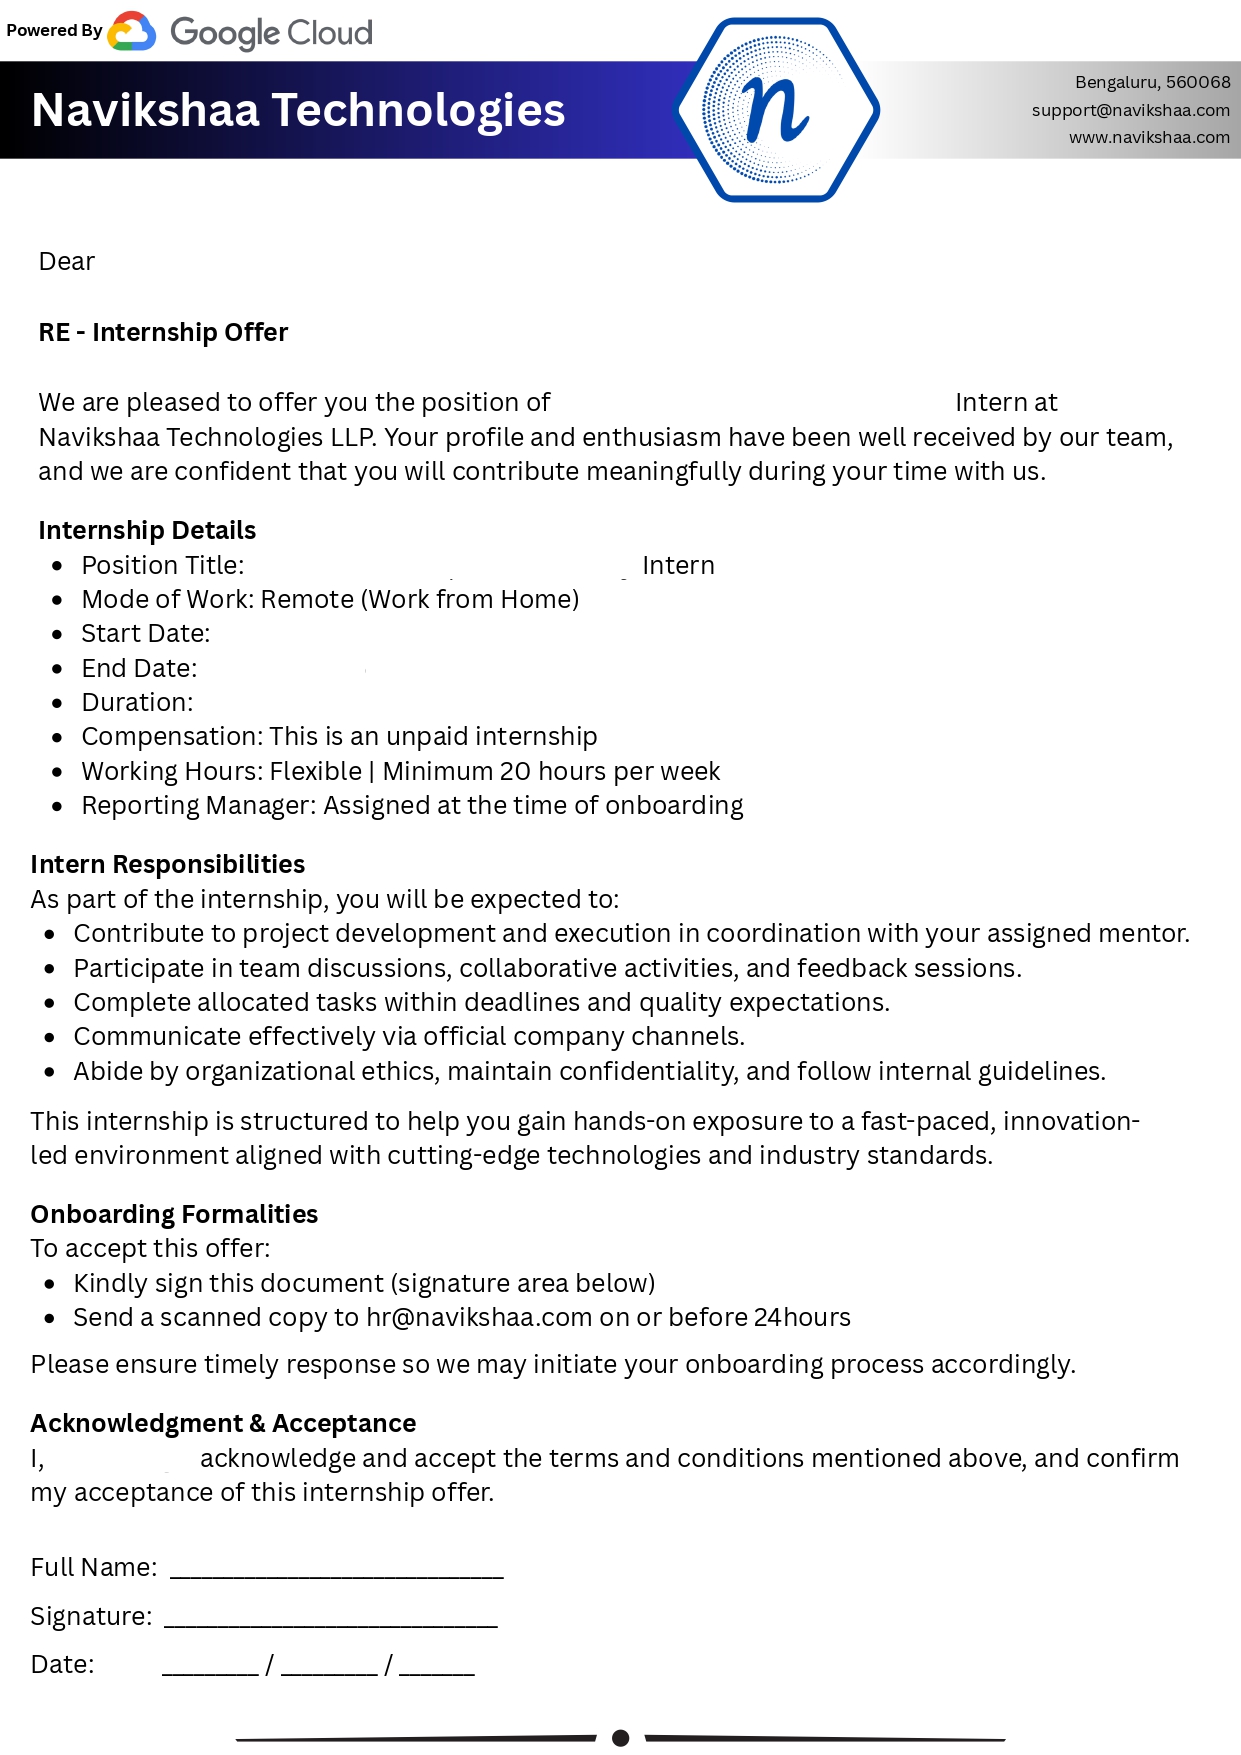 Powered By Google Cloud
Navikshaa Technologies
n
Bengaluru, 560068
support@navikshaa.com
www.navikshaa.com
Dear
RE - Internship Offer
We are pleased to offer you the position of Intern at
Navikshaa Technologies LLP. Your profile and enthusiasm have been well received by our team,
and we are confident that you will contribute meaningfully during your time with us.
Internship Details
• Position Title: Intern
• Mode of Work: Remote (Work from Home)
• Start Date:
• End Date:
• Duration:
• Compensation: This is an unpaid internship
• Working Hours: Flexible | Minimum 20 hours per week
• Reporting Manager: Assigned at the time of onboarding
Intern Responsibilities
As part of the internship, you will be expected to:
• Contribute to project development and execution in coordination with your assigned mentor.
• Participate in team discussions, collaborative activities, and feedback sessions.
• Complete allocated tasks within deadlines and quality expectations.
• Communicate effectively via official company channels.
• Abide by organizational ethics, maintain confidentiality, and follow internal guidelines.
This internship is structured to help you gain hands-on exposure to a fast-paced, innovation-
led environment aligned with cutting-edge technologies and industry standards.
Onboarding Formalities
To accept this offer:
• Kindly sign this document (signature area below)
• Send a scanned copy to hr@navikshaa.com on or before 24hours
Please ensure timely response so we may initiate your onboarding process accordingly.
Acknowledgment & Acceptance
I, acknowledge and accept the terms and conditions mentioned above, and confirm
my acceptance of this internship offer.
Full Name: _______________________________
Signature: _______________________________
Date: _________ / _________ / _______